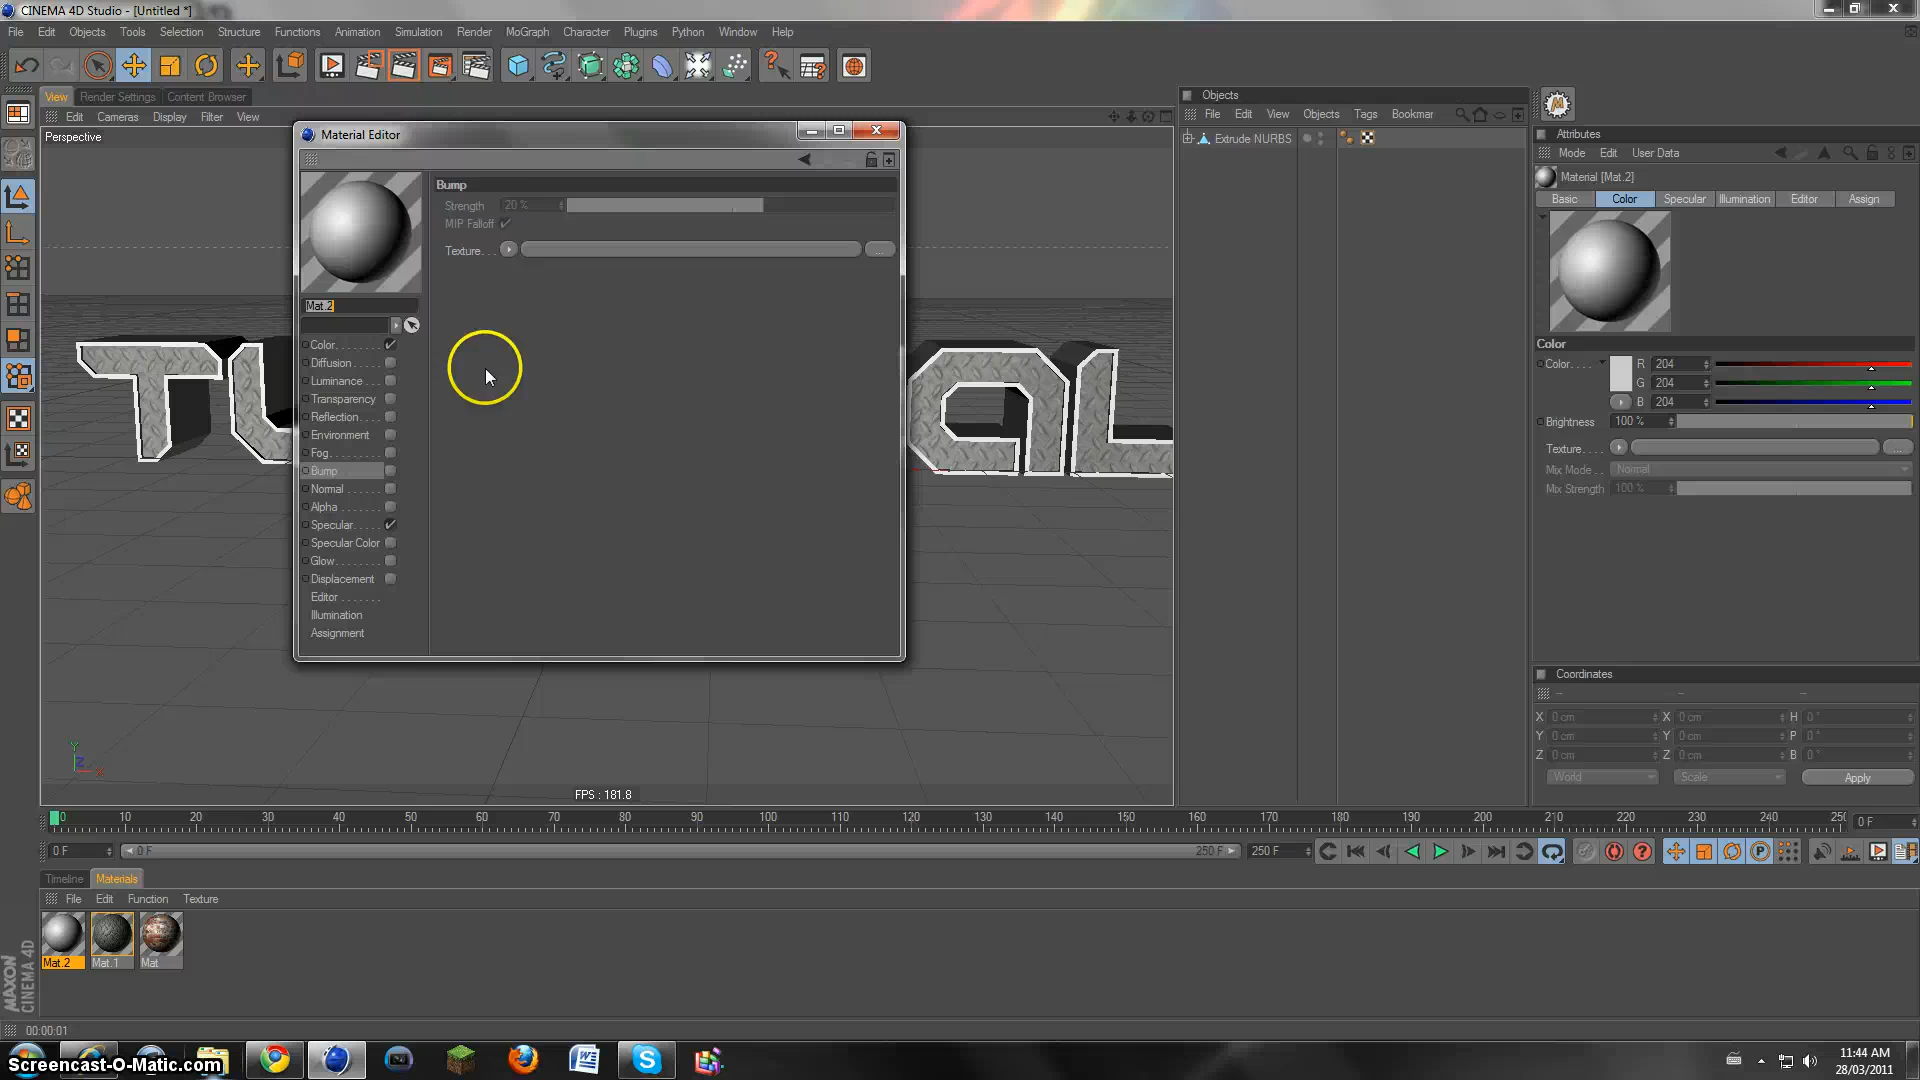 CINEMA 4D Studio - [Untitled *]
File Edit Objects Tools Selection Structure Functions Animation Simulation Render MoGraph Character Plugins Python Window Help
View Render Settings Content Browser
Edit Cameras Display Filter View
Perspective
Material Editor
Bump
Strength 20 %
MIP Falloff
Texture. . . ...
Mat.2
Color
Diffusion
Luminance
Transparency
Reflection
Environment
Fog
Bump
Normal
Alpha
Specular
Specular Color
Glow
Displacement
Editor
Illumination
Assignment
FPS : 181.8
Objects
File Edit View Objects Tags Bookmar
Extrude NURBS
Attributes
Mode Edit User Data
Material [Mat.2]
Basic Color Specular Illumination Editor Assign
Color
Color. . . . R 204
G 204
B 204
Brightness 100 %
Texture. . . . ...
Mix Mode . . Normal
Mix Strength 100 %
Coordinates
-- -- --
X 0 cm X 0 cm H 0 °
Y 0 cm Y 0 cm P 0 °
Z 0 cm Z 0 cm B 0 °
World Scale Apply
0 10 20 30 40 50 60 70 80 90 100 110 120 130 140 150 160 170 180 190 200 210 220 230 240 0 F
0 F 0 F 250 F 250 F
Timeline Materials
File Edit Function Texture
Mat.2 Mat.1 Mat
MAXON
CINEMA 4D
00:00:01
Screencast-O-Matic.com
11:44 AM
28/03/2011